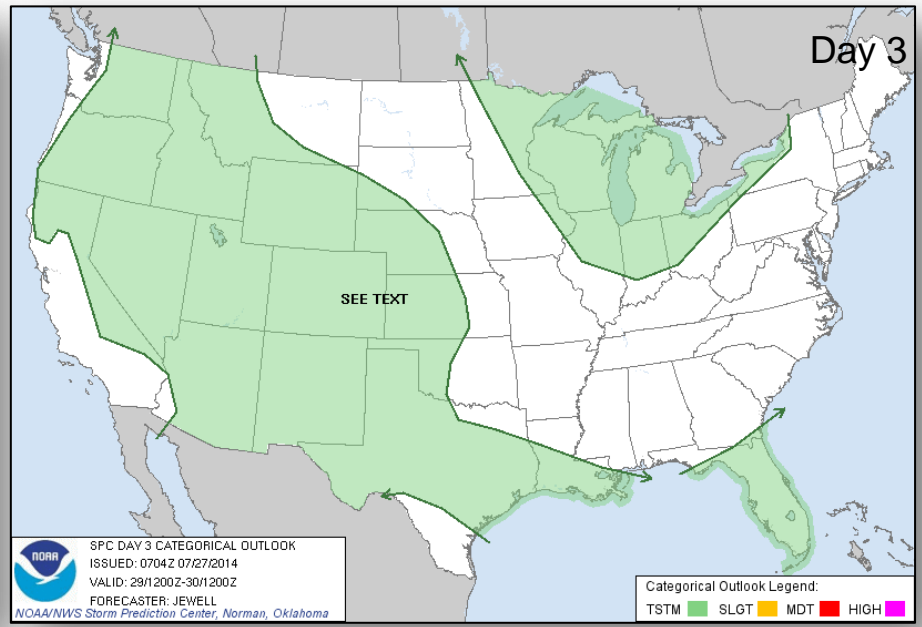 Day 3
SEE TEXT
NOAA
SPC DAY 3 CATEGORICAL OUTLOOK
ISSUED: 0704Z 07/27/2014
VALID: 29/1200Z-30/1200Z
FORECASTER: JEWELL
NOAA/NWS Storm Prediction Center, Norman, Oklahoma
Categorical Outlook Legend:
TSTM SLGT MDT HIGH